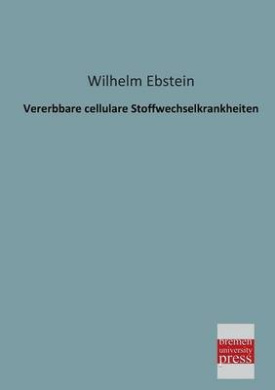 Wilhelm Ebstein
Vererbbare cellulare Stoffwechselkrankheiten
bremen
university
press